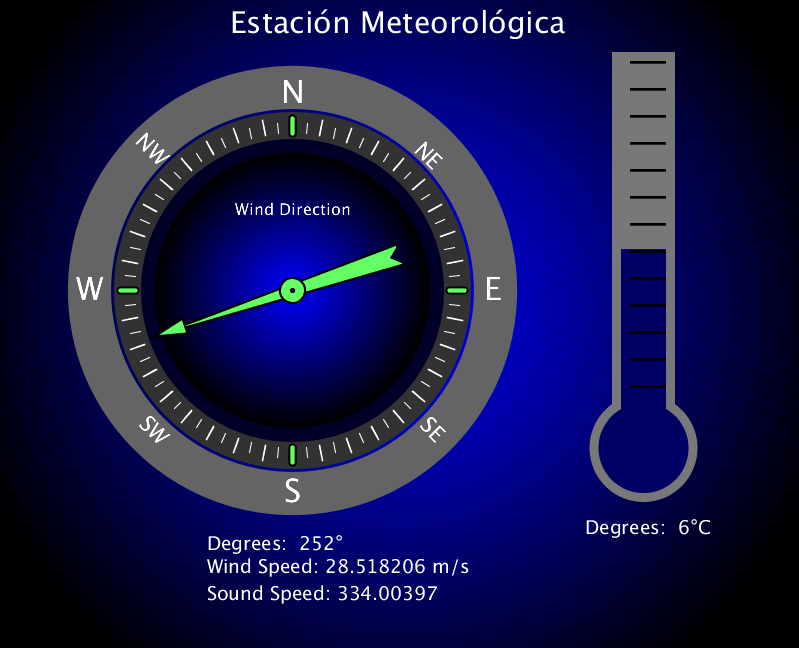 Estación Meteorológica
N
NW
NE
Wind Direction
W
E
SW
SE
S
Degrees: 6°C
Degrees: 252°
Wind Speed: 28.518206 m/s
Sound Speed: 334.00397